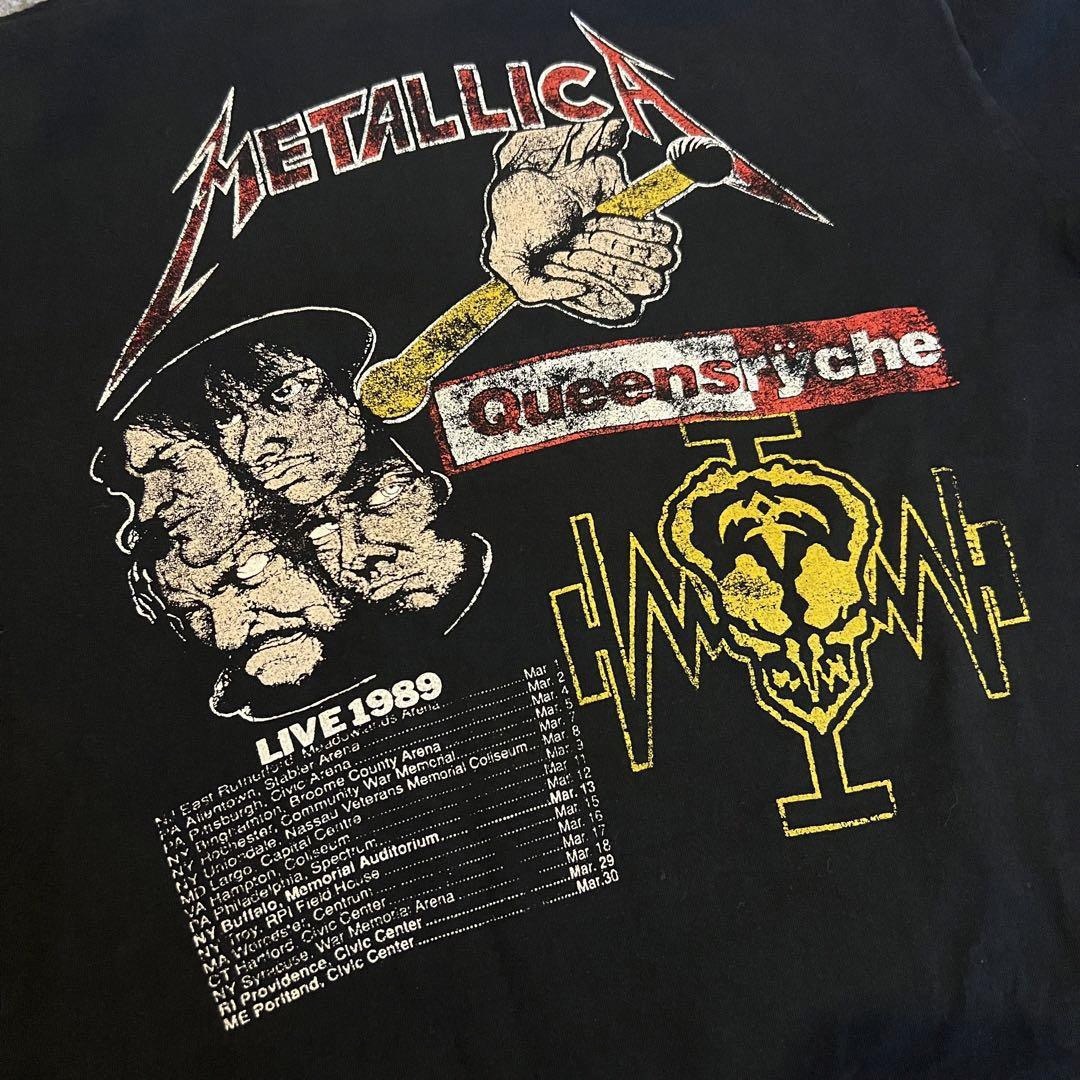 METALLICA
Queensrÿche
LIVE 1989
East Rutherford, Meadowlands Arena Mar. 1
PA Allentown, Stabler Arena Mar. 2
PA Pittsburgh, Civic Arena Mar. 4
NY Binghamton, Broome County Arena Mar. 5
NY Rochester, Community War Memorial Mar. 7
NY Uniondale, Nassau Veterans Memorial Coliseum Mar. 8
MD Largo, Capital Centre Mar.
VA Hampton, Coliseum Mar. 11
PA Philadelphia, Spectrum Mar. 12
NY Buffalo, Memorial Auditorium Mar. 13
NY Troy, RPI Field House Mar. 15
MA Worcester, Centrum Mar. 16
CT Hartford, Civic Center Mar. 17
NY Syracuse, War Memorial Arena Mar. 18
RI Providence, Civic Center Mar. 29
ME Portland, Civic Center Mar.30